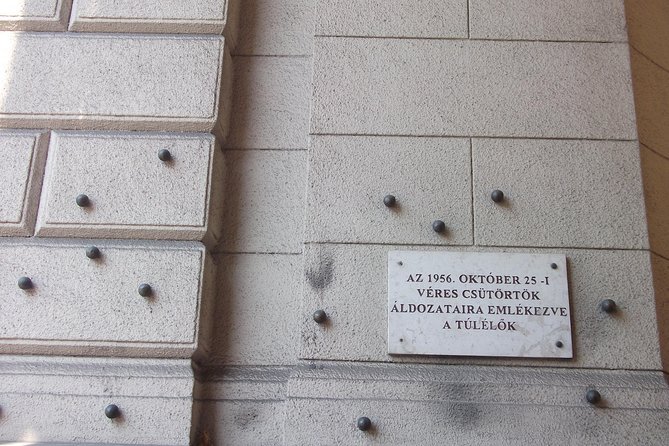 AZ 1956. OKTÓBER 25 -I
VÉRES CSÜTÖRTÖK
ÁLDOZATAIRA EMLÉKEZVE
A TÚLÉLŐK